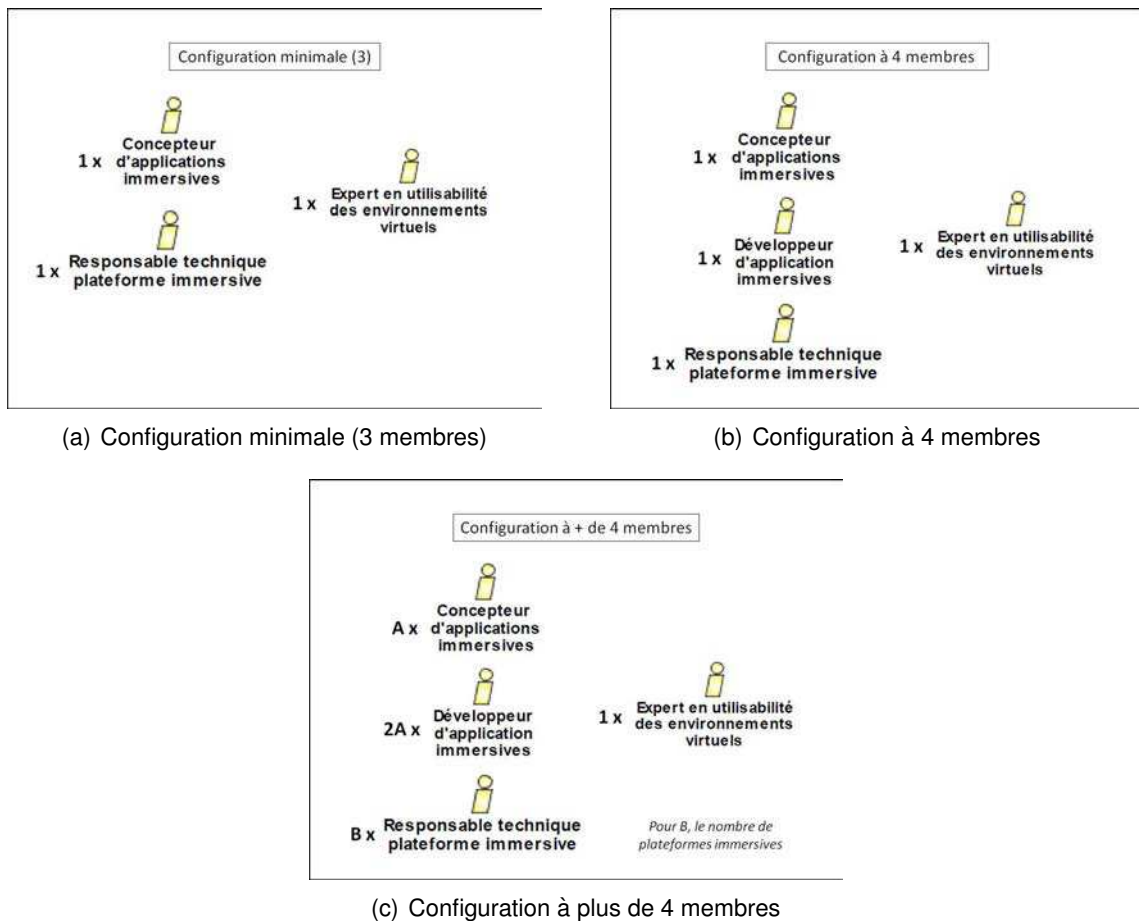 Configuration minimale (3)
1 x Concepteur
d'applications
immersives
1 x Expert en utilisabilité
des environnements
virtuels
1 x Responsable technique
plateforme immersive
(a) Configuration minimale (3 membres)
Configuration à 4 membres
1 x Concepteur
d'applications
immersives
1 x Développeur
d'application
immersives
1 x Expert en utilisabilité
des environnements
virtuels
1 x Responsable technique
plateforme immersive
(b) Configuration à 4 membres
Configuration à + de 4 membres
A x Concepteur
d'applications
immersives
2A x Développeur
d'application
immersives
1 x Expert en utilisabilité
des environnements
virtuels
B x Responsable technique
plateforme immersive
Pour B, le nombre de
plateformes immersives
(c) Configuration à plus de 4 membres